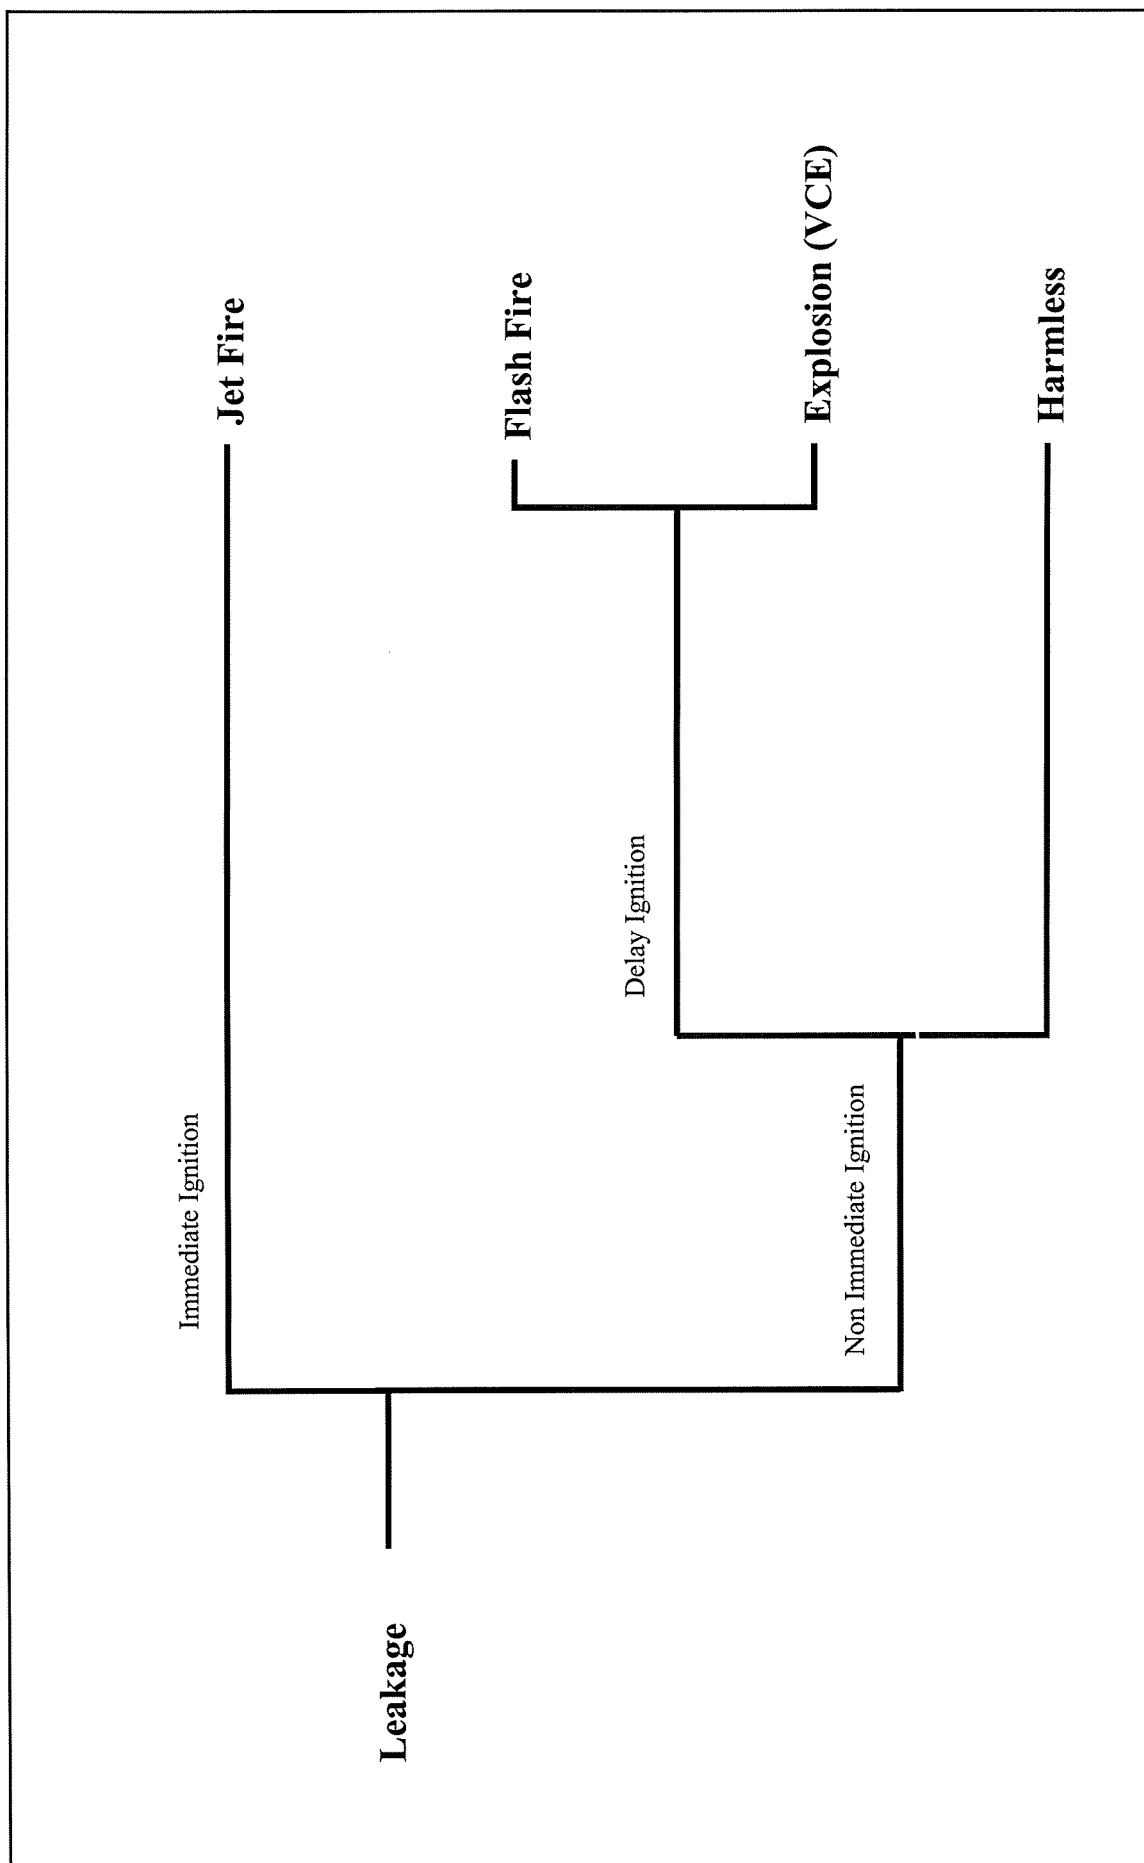 Leakage
Immediate Ignition
Jet Fire
Non Immediate Ignition
Delay Ignition
Flash Fire
Explosion (VCE)
Harmless